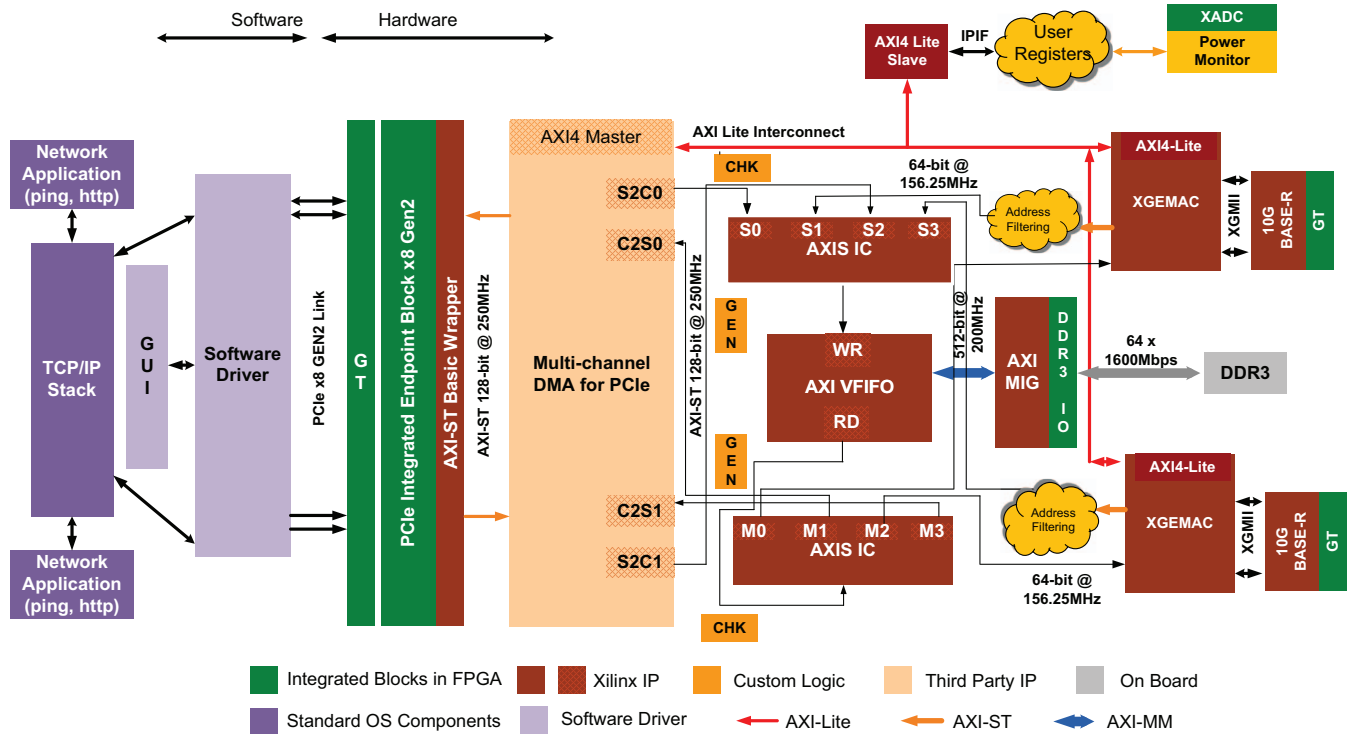 Software
Hardware
XADC
Power
Monitor
AXI4 Lite
Slave
IPIF
User
Registers
AXI4 Master
AXI Lite Interconnect
CHK
64-bit @
156.25MHz
AXI4-Lite
XGEMAC
XGMII
10G
BASE-R
GT
Network
Application
(ping, http)
S2C0
C2S0
S0
S1
S2
S3
AXIS IC
Address
Filtering
TCP/IP
Stack
GUI
Software
Driver
PCIe x8 GEN2 Link
GT
PCIe Integrated Endpoint Block x8 Gen2
AXI-ST Basic Wrapper
AXI-ST 128-bit @ 250MHz
Multi-channel
DMA for PCIe
AXI-ST 128-bit @ 250MHz
GEN
WR
AXI VFIFO
RD
512-bit @
200MHz
AXI
MIG
DDR3 IO
64 x
1600Mbps
DDR3
GEN
C2S1
S2C1
M0
M1
M2
M3
AXIS IC
Address
Filtering
AXI4-Lite
XGEMAC
XGMII
10G
BASE-R
GT
64-bit @
156.25MHz
Network
Application
(ping, http)
CHK
Integrated Blocks in FPGA
Xilinx IP
Custom Logic
Third Party IP
On Board
Standard OS Components
Software Driver
AXI-Lite
AXI-ST
AXI-MM